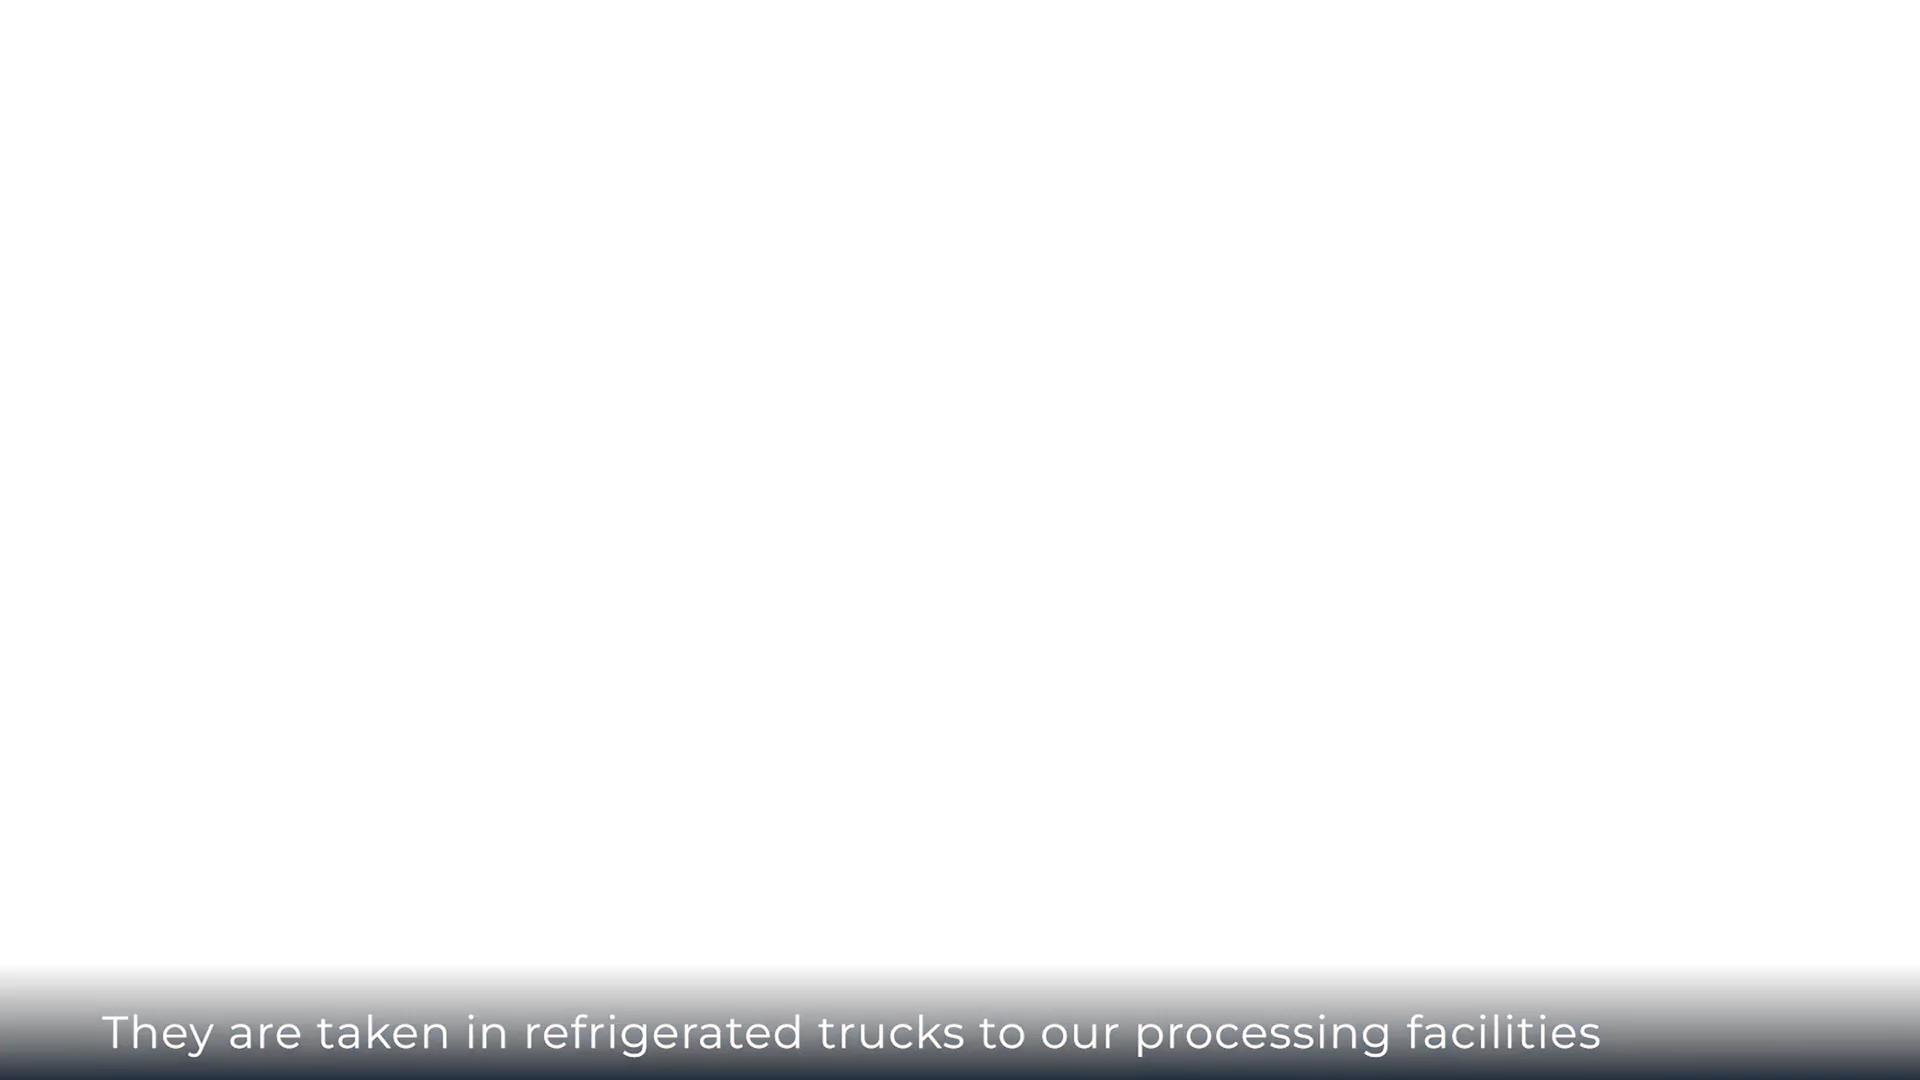 They are taken in refrigerated trucks to our processing facilities